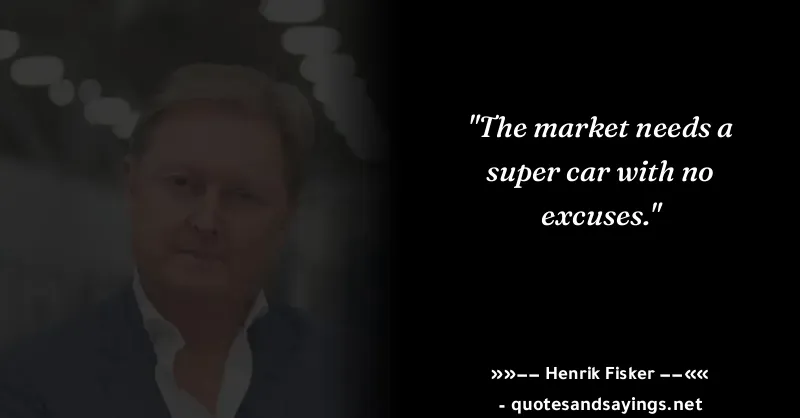 "The market needs a
super car with no
excuses."
»»−− Henrik Fisker −−««
- quotesandsayings.net